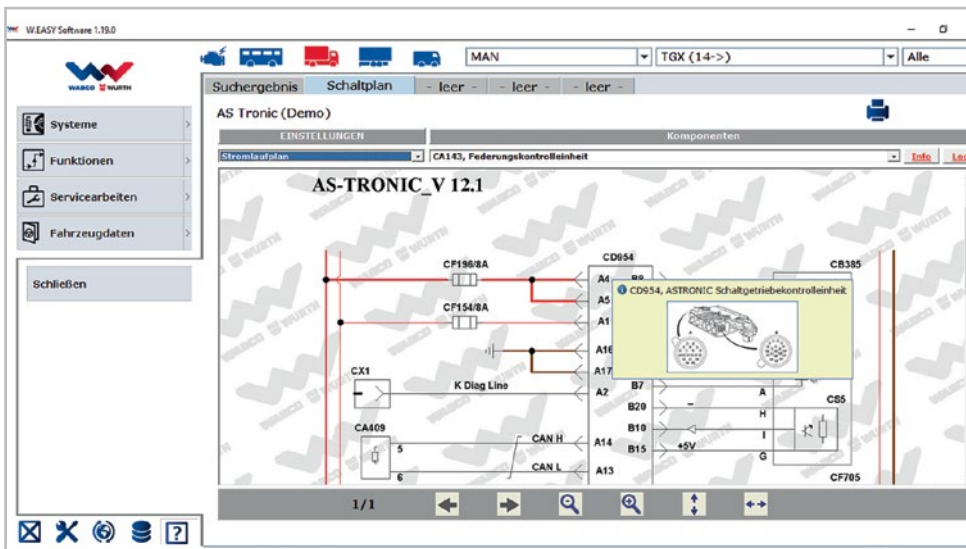 W.EASY Software 1.19.0
WABCO WÜRTH
MAN
TGX (14->)
Alle
Suchergebnis
Schaltplan
- leer -
- leer -
- leer -
AS Tronic (Demo)
EINSTELLUNGEN
Komponenten
Stromlaufplan
CA143, Federungskontrolleinheit
Info
Systeme
Funktionen
Servicearbeiten
Fahrzeugdaten
Schließen
AS-TRONIC_V 12.1
CF196/8A
CD954
CB385
A4
A5
CD954, ASTRONIC Schaltgetriebekontrolleinheit
CF154/8A
A1
A16
A17
CX1
K Diag Line
A2
B7
A
CS5
B20
-
H
B10
I
CA409
5
CAN H
A14
B15
+5V
G
6
CAN L
A13
CF705
1/1
?